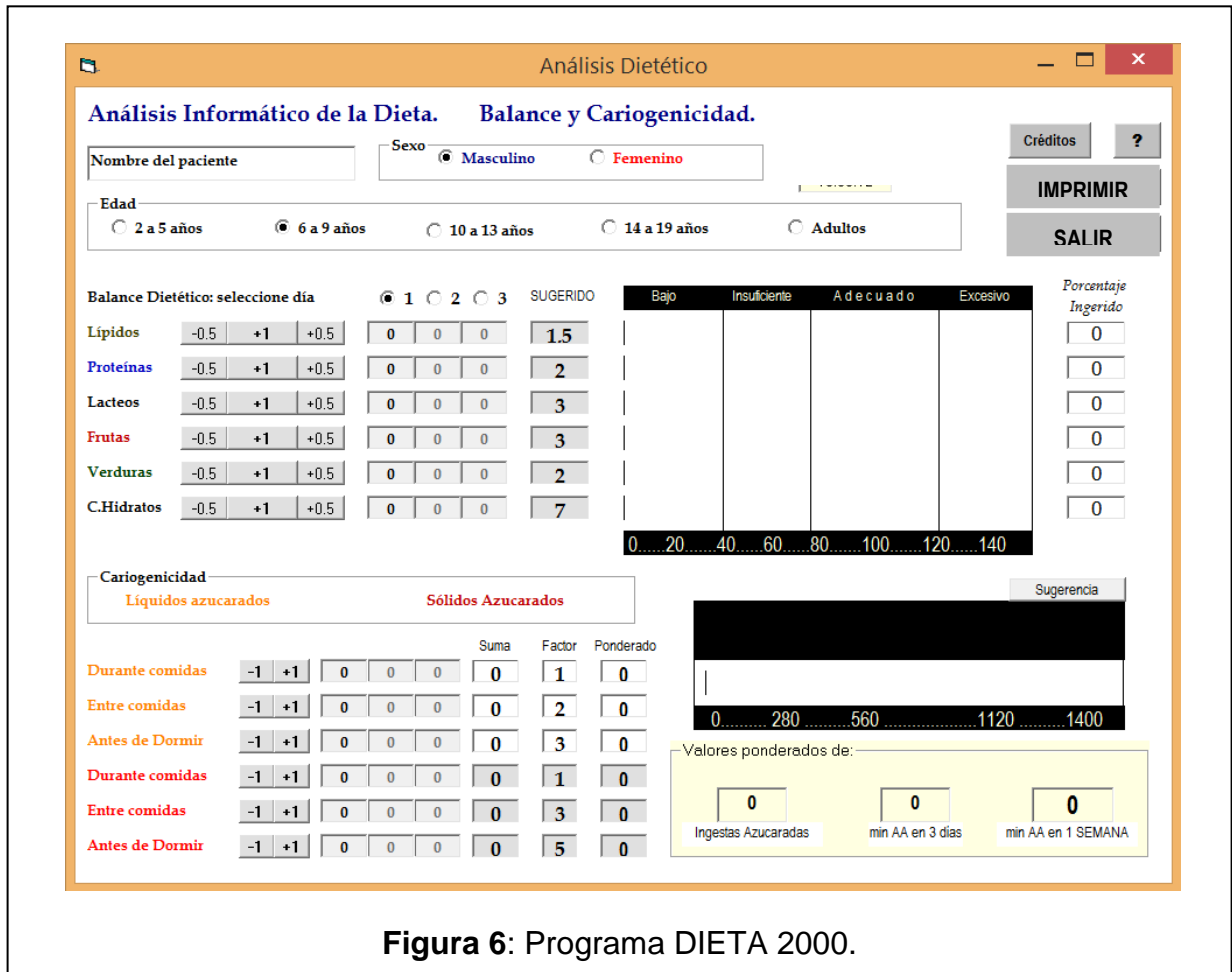 Análisis Dietético
Análisis Informático de la Dieta. Balance y Cariogenicidad.
Créditos ?
Nombre del paciente
Sexo
Masculino Femenino
IMPRIMIR
Edad
2 a 5 años 6 a 9 años 10 a 13 años 14 a 19 años Adultos
SALIR
Balance Dietético: seleccione día 1 2 3 SUGERIDO Bajo Insuficiente Adecuado Excesivo Porcentaje Ingerido
Lípidos -0.5 +1 +0.5 0 0 0 1.5 0
Proteínas -0.5 +1 +0.5 0 0 0 2 0
Lacteos -0.5 +1 +0.5 0 0 0 3 0
Frutas -0.5 +1 +0.5 0 0 0 3 0
Verduras -0.5 +1 +0.5 0 0 0 2 0
C.Hidratos -0.5 +1 +0.5 0 0 0 7 0
0......20.......40......60.....80.......100.......120......140
Cariogenicidad
Líquidos azucarados Sólidos Azucarados
Sugerencia
Suma Factor Ponderado
Durante comidas -1 +1 0 0 0 0 1 0
Entre comidas -1 +1 0 0 0 0 2 0
Antes de Dormir -1 +1 0 0 0 0 3 0
Durante comidas -1 +1 0 0 0 0 1 0
Entre comidas -1 +1 0 0 0 0 3 0
Antes de Dormir -1 +1 0 0 0 0 5 0
0.......... 280 .........560 ....................1120 ..........1400
Valores ponderados de:
0 0 0
Ingestas Azucaradas min AA en 3 dias min AA en 1 SEMANA
Figura 6: Programa DIETA 2000.